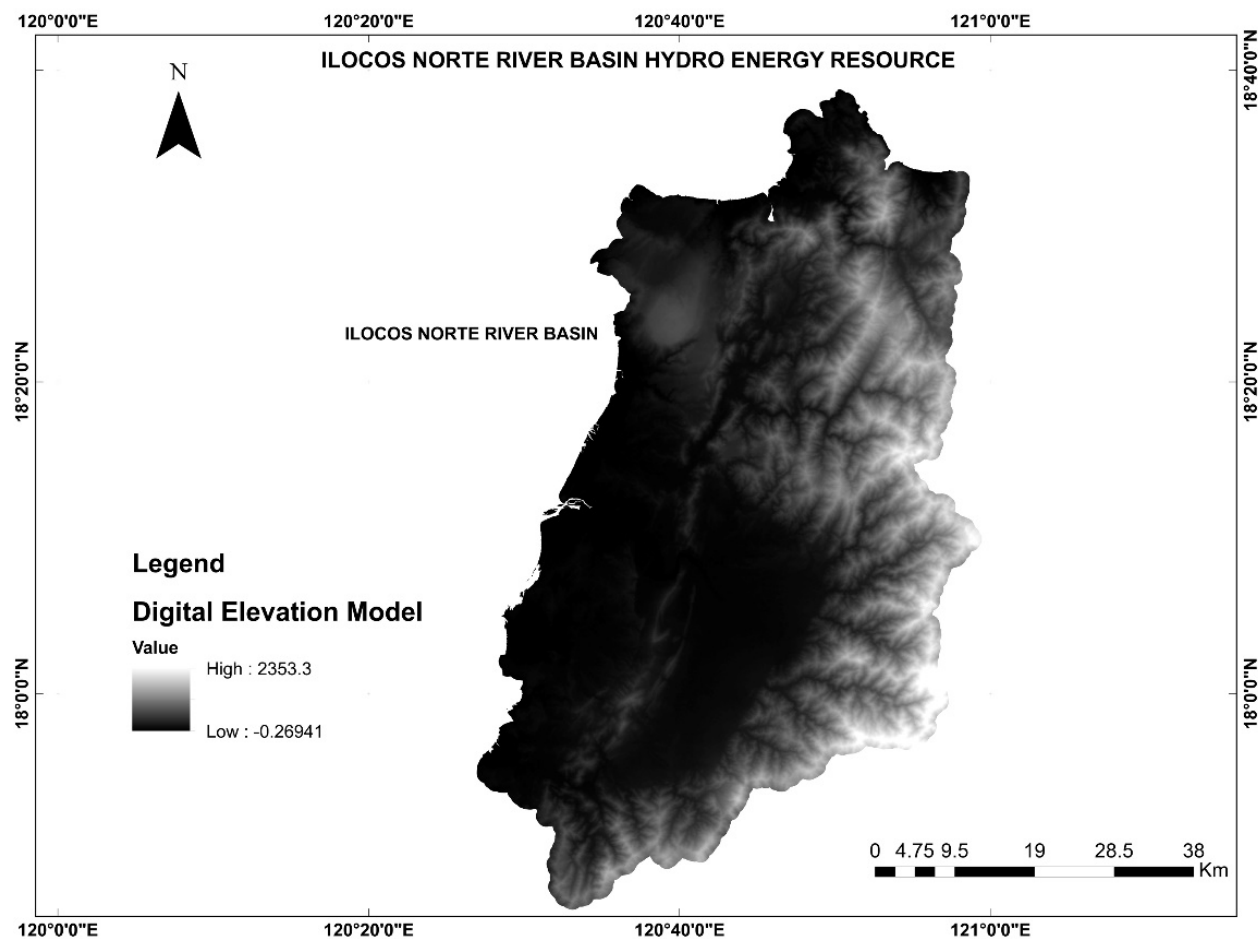 120°0'0"E 120°20'0"E 120°40'0"E 121°0'0"E
ILOCOS NORTE RIVER BASIN HYDRO ENERGY RESOURCE
N
18°40'0"N
18°40'0"N
ILOCOS NORTE RIVER BASIN
18°20'0"N
18°20'0"N
Legend
Digital Elevation Model
Value
High : 2353.3
Low : -0.26941
18°0'0"N
18°0'0"N
0 4.75 9.5 19 28.5 38
Km
120°0'0"E 120°20'0"E 120°40'0"E 121°0'0"E